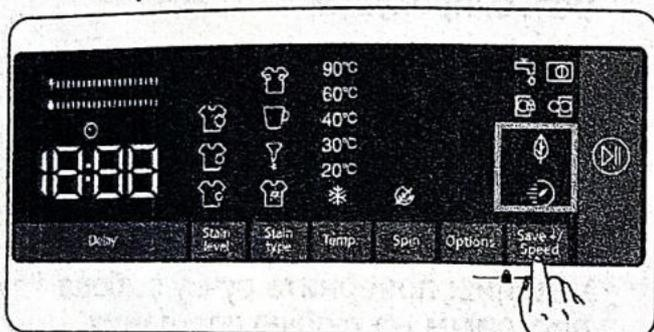 18:88
90°C
60°C
40°C
30°C
20°C
Delay
Stain level
Stain type
Temp.
Spin
Options
Save +/ Speed